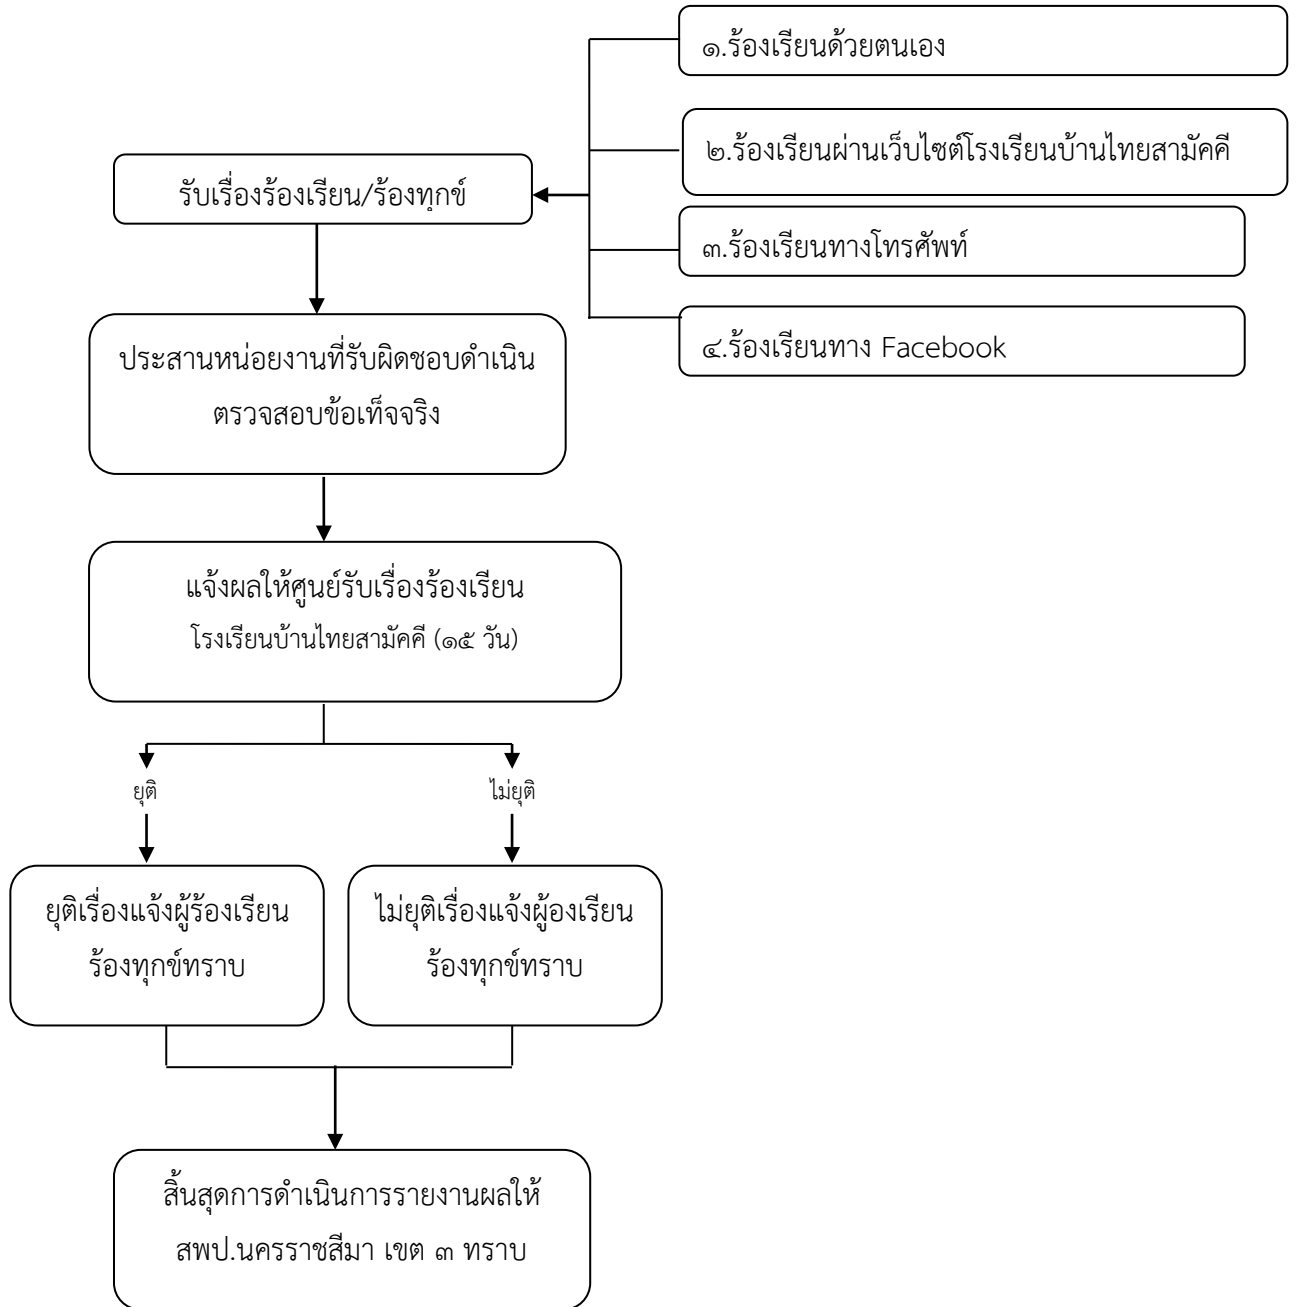 ๑.ร้องเรียนด้วยตนเอง
๒.ร้องเรียนผ่านเว็บไซต์โรงเรียนบ้านไทยสามัคคี
รับเรื่องร้องเรียน/ร้องทุกข์
๓.ร้องเรียนทางโทรศัพท์
๔.ร้องเรียนทาง Facebook
ประสานหน่อยงานที่รับผิดชอบดำเนิน
ตรวจสอบข้อเท็จจริง
แจ้งผลให้ศูนย์รับเรื่องร้องเรียน
โรงเรียนบ้านไทยสามัคคี (๑๕ วัน)
ยุติ
ไม่ยุติ
ยุติเรื่องแจ้งผู้ร้องเรียน
ร้องทุกข์ทราบ
ไม่ยุติเรื่องแจ้งผู้องเรียน
ร้องทุกข์ทราบ
สิ้นสุดการดำเนินการรายงานผลให้
สพป.นครราชสีมา เขต ๓ ทราบ